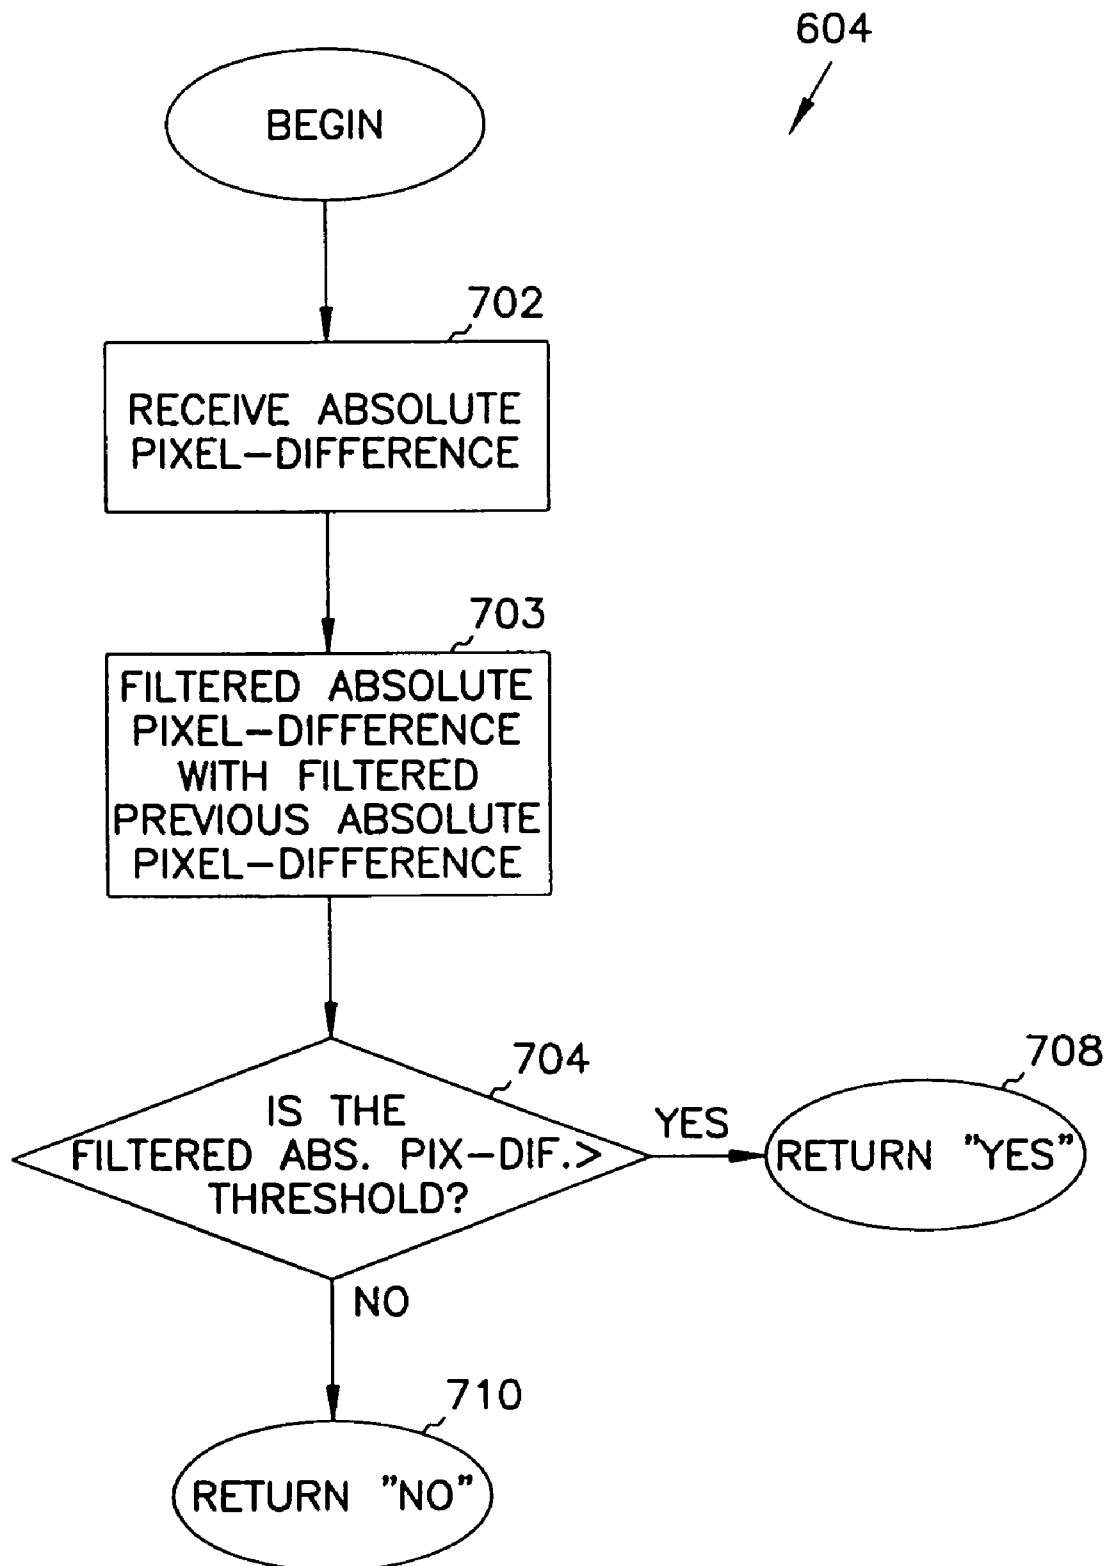 604
BEGIN
702
RECEIVE ABSOLUTE
PIXEL-DIFFERENCE
703
FILTERED ABSOLUTE
PIXEL-DIFFERENCE
WITH FILTERED
PREVIOUS ABSOLUTE
PIXEL-DIFFERENCE
704
IS THE
FILTERED ABS. PIX-DIF.>
THRESHOLD?
YES
708
RETURN "YES"
NO
710
RETURN "NO"